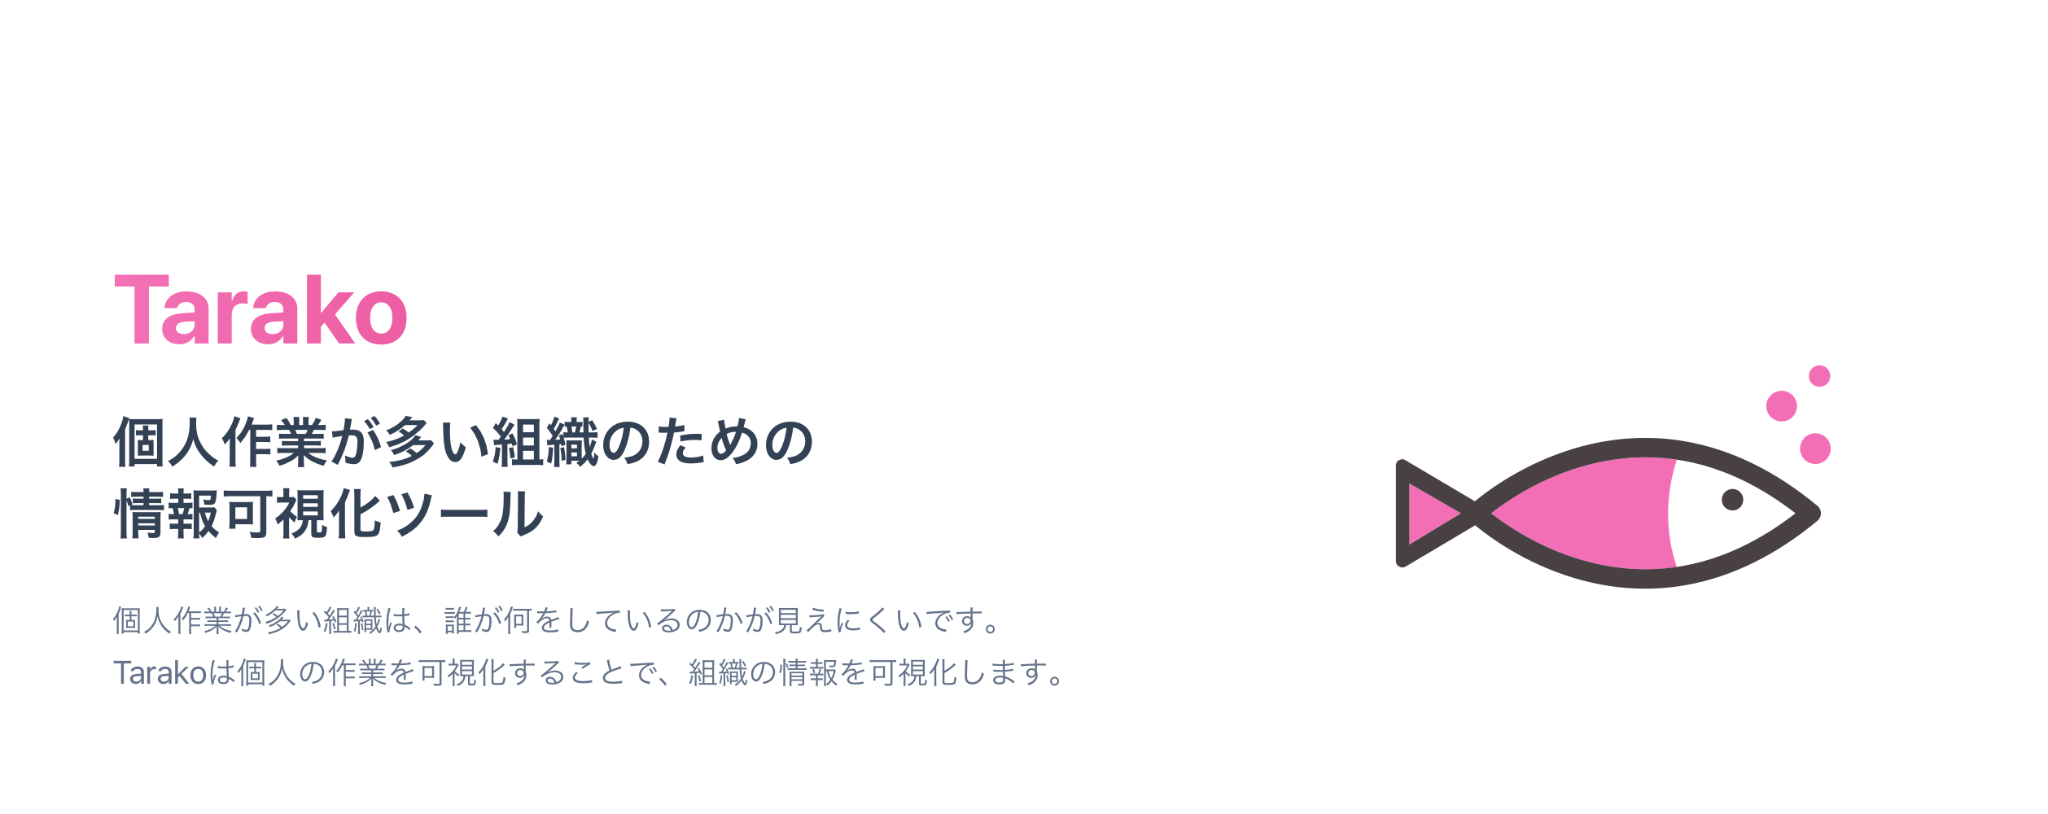 Tarako
個人作業が多い組織のための
情報可視化ツール
個人作業が多い組織は、誰が何をしているのかが見えにくいです。
Tarakoは個人の作業を可視化することで、組織の情報を可視化します。